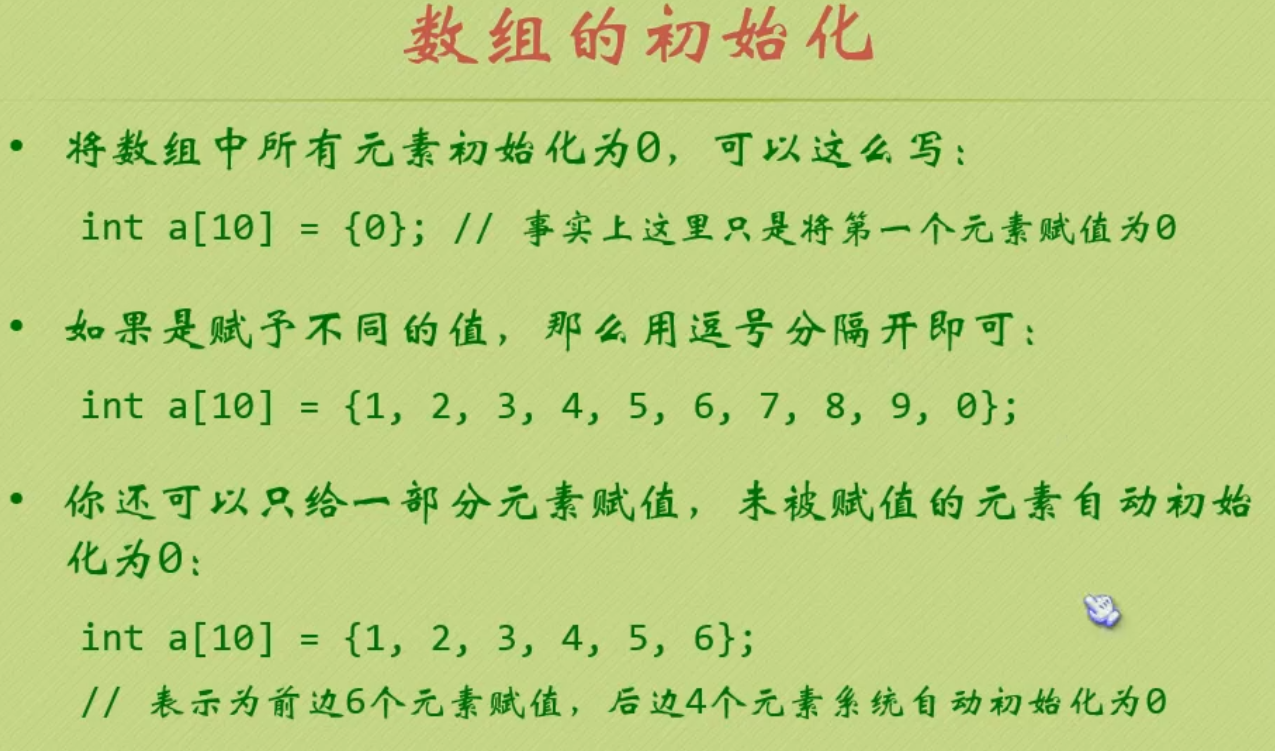 数组的初始化
• 将数组中所有元素初始化为0，可以这么写：
int a[10] = {0}; // 事实上这里只是将第一个元素赋值为0
• 如果是赋予不同的值，那么用逗号分隔开即可：
int a[10] = {1, 2, 3, 4, 5, 6, 7, 8, 9, 0};
• 你还可以只给一部分元素赋值，未被赋值的元素自动初始
化为0：
int a[10] = {1, 2, 3, 4, 5, 6};
// 表示为前边6个元素赋值，后边4个元素系统自动初始化为0